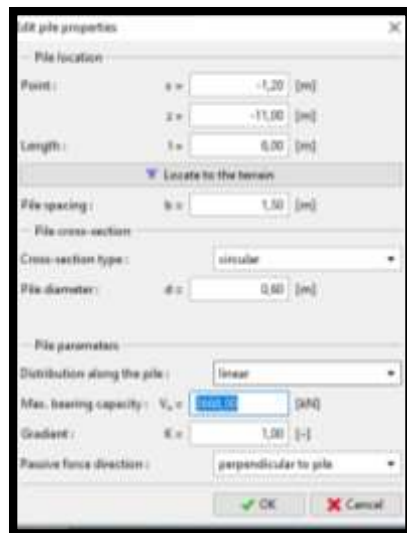 Edit pile properties
Pile location
Point : x = -1,20 [m]
z = -11,00 [m]
Length : l = 6,00 [m]
Locate to the terrain
Pile spacing : b = 1,50 [m]
Pile cross-section
Cross-section type : circular
Pile diameter : d = 0,60 [m]
Pile parameters
Distribution along the pile : linear
Max. bearing capacity : [kN]
Gradient : K = 1,00 [–]
Passive force direction : perpendicular to pile
OK Cancel